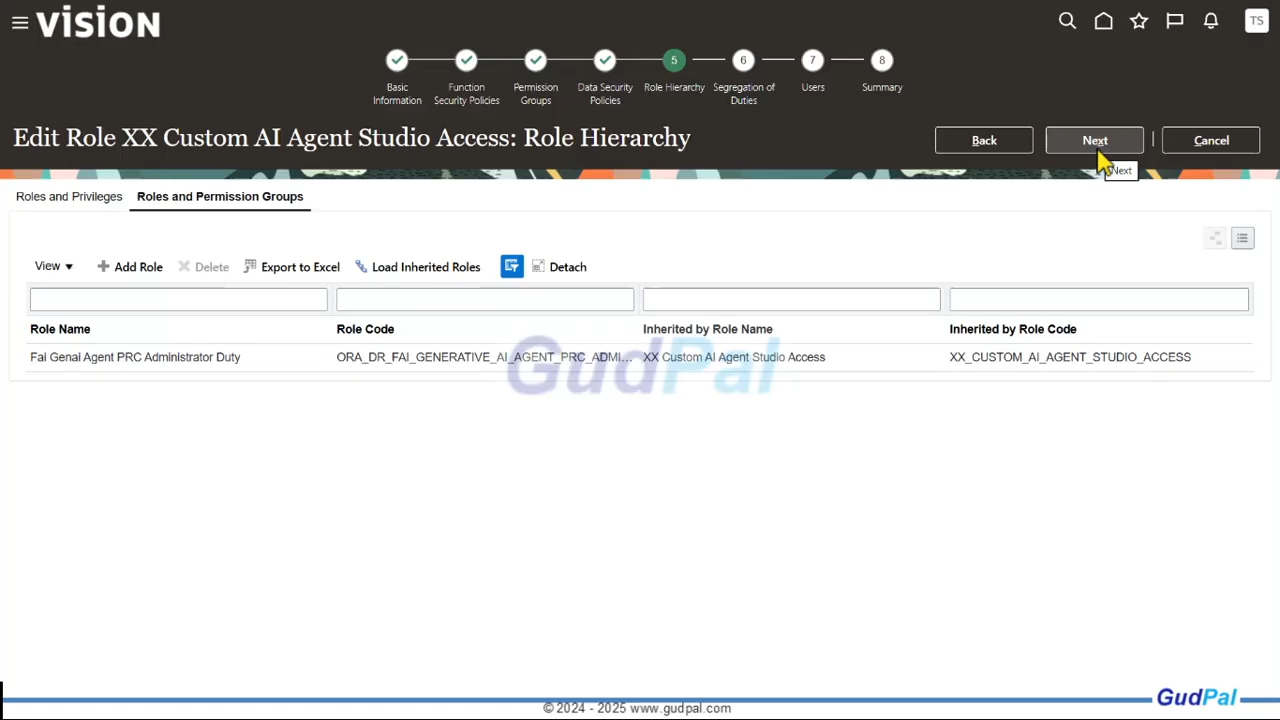 VISION
TS
5 6 7 8
Basic Information
Function Security Policies
Permission Groups
Data Security Policies
Role Hierarchy
Segregation of Duties
Users
Summary
Edit Role XX Custom AI Agent Studio Access: Role Hierarchy
Back Next Cancel
Next
Roles and Privileges Roles and Permission Groups
View Add Role Delete Export to Excel Load Inherited Roles Detach
Role Name Role Code Inherited by Role Name Inherited by Role Code
Fai Genai Agent PRC Administrator Duty ORA_DR_FAI_GENERATIVE_AI_AGENT_PRC_ADMI... XX Custom AI Agent Studio Access XX_CUSTOM_AI_AGENT_STUDIO_ACCESS
GudPal
GudPal
© 2024 - 2025 www.gudpal.com